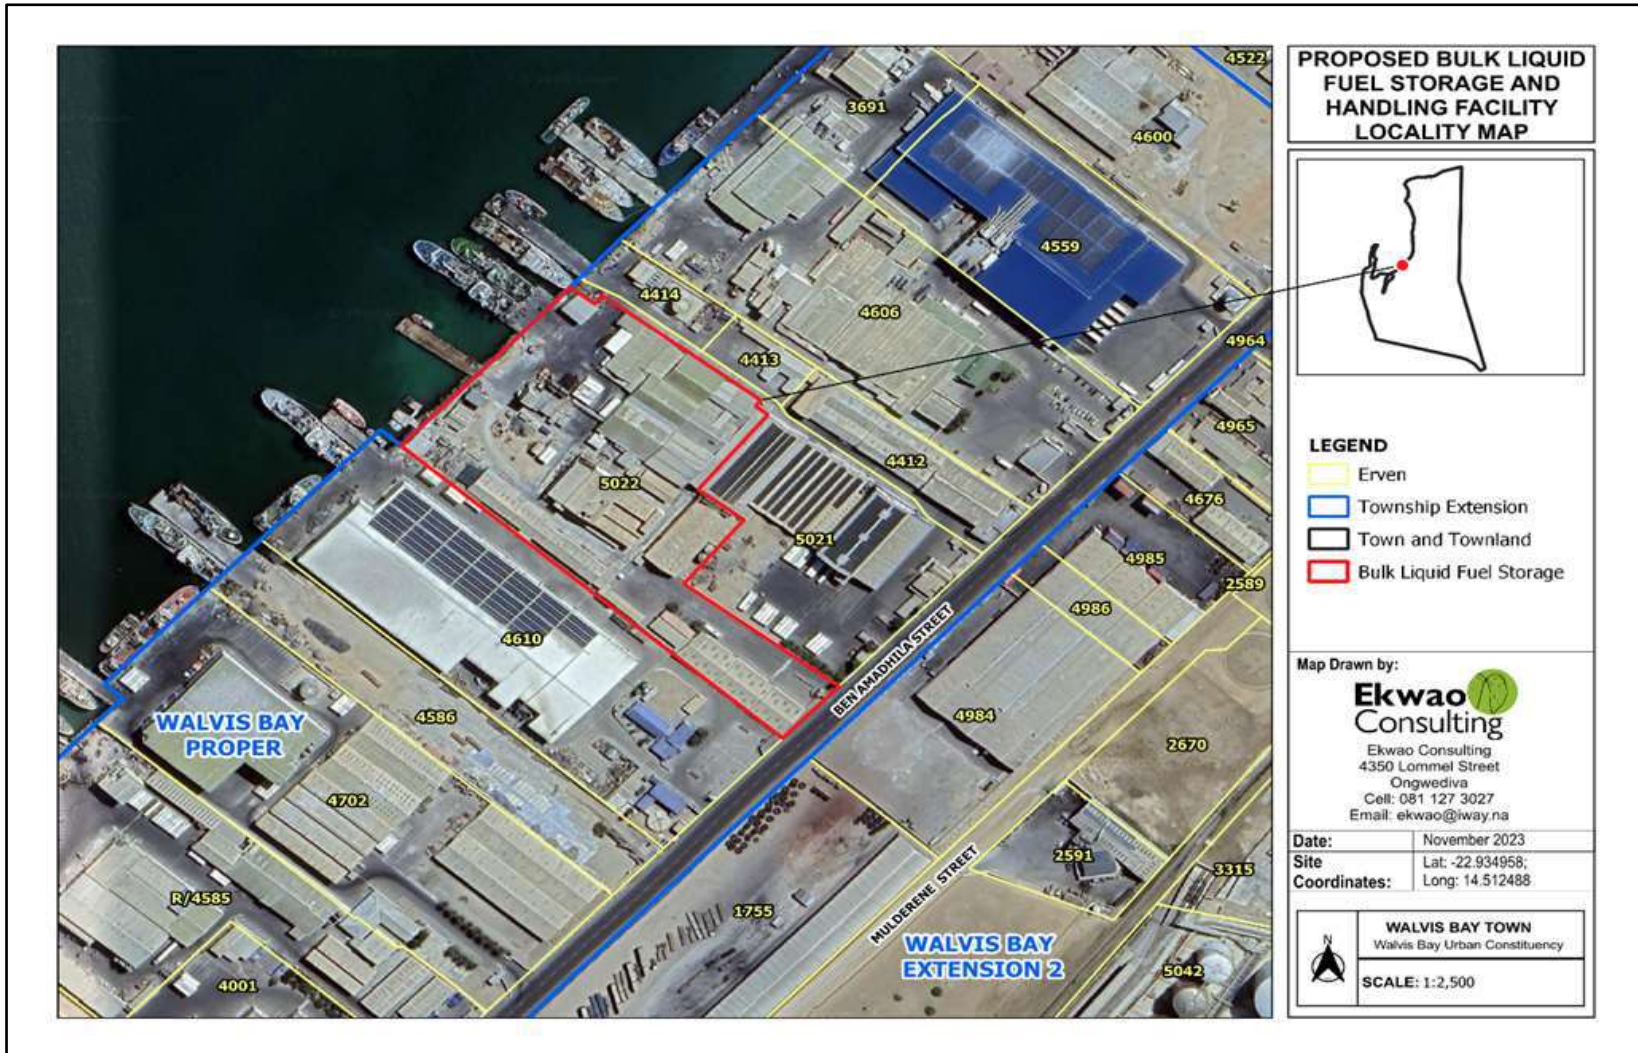 4522
3691
4600
4559
4414
4606
4413
4964
4965
4412
5022
4676
5021
4985
2589
4986
4610
BEN AMADHILA STREET
4586
4984
2670
WALVIS BAY
PROPER
4702
2591
3315
R/4585
1755
MULDERENE STREET
WALVIS BAY
EXTENSION 2
5042
4001
PROPOSED BULK LIQUID
FUEL STORAGE AND
HANDLING FACILITY
LOCALITY MAP
LEGEND
Erven
Township Extension
Town and Townland
Bulk Liquid Fuel Storage
Map Drawn by:
Ekwao
Consulting
Ekwao Consulting
4350 Lommel Street
Ongwediva
Cell: 081 127 3027
Email: ekwao@iway.na
Date: November 2023
Site Lat: -22.934958;
Coordinates: Long: 14.512488
N
WALVIS BAY TOWN
Walvis Bay Urban Constituency
SCALE: 1:2,500